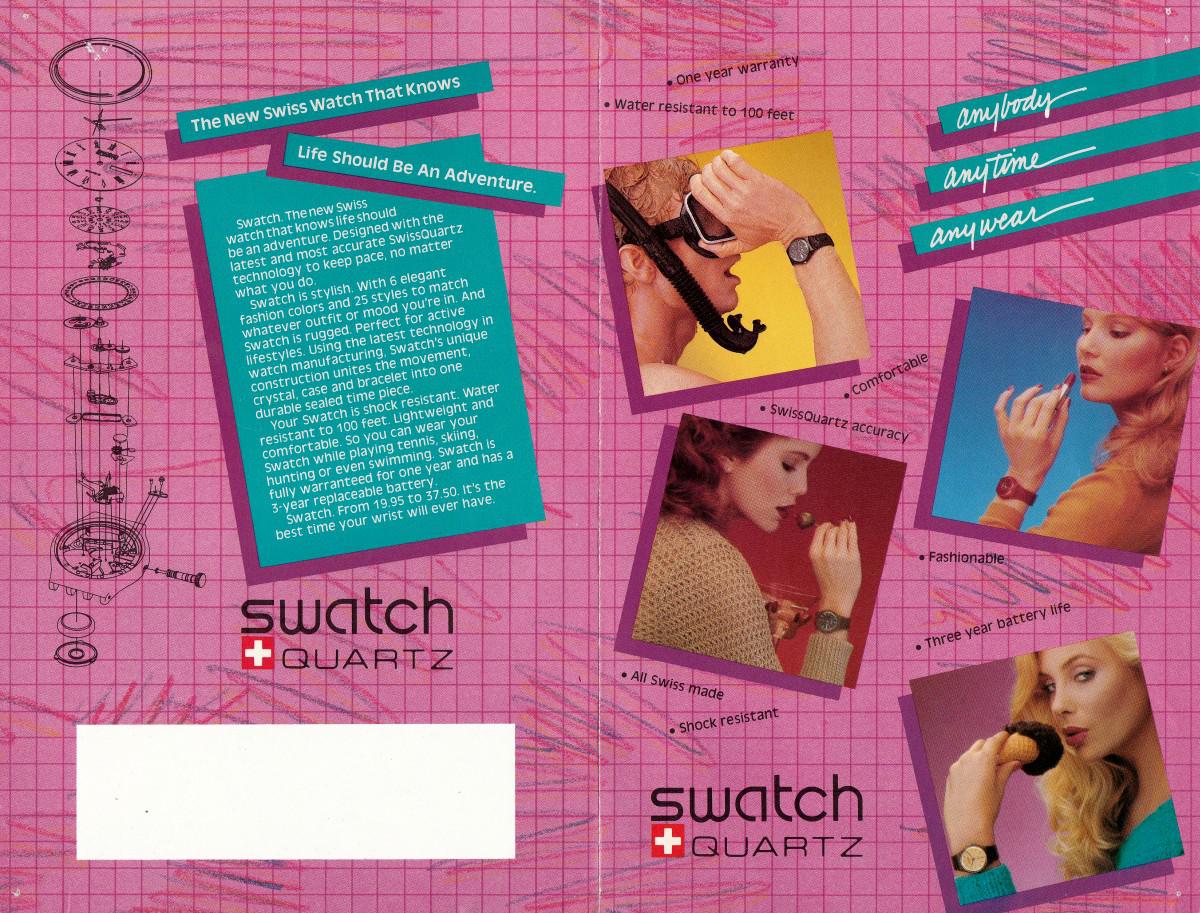 The New Swiss Watch That Knows
Life Should Be An Adventure.
Swatch. The new Swiss
watch that knows life should
be an adventure. Designed with the
latest and most accurate SwissQuartz
technology to keep pace, no matter
what you do.
Swatch is stylish. With 6 elegant
fashion colors and 25 styles to match
whatever outfit or mood you're in. And
Swatch is rugged. Perfect for active
lifestyles. Using the latest technology in
watch manufacturing, Swatch's unique
construction unites the movement,
crystal, case and bracelet into one
durable sealed time piece.
Your Swatch is shock resistant. Water
resistant to 100 feet. Lightweight and
comfortable. So you can wear your
Swatch while playing tennis, skiing,
hunting or even swimming. Swatch is
fully warranteed for one year and has a
3-year replaceable battery.
Swatch. From 19.95 to 37.50. It's the
best time your wrist will ever have.
swatch
QUARTZ
• One year warranty
• Water resistant to 100 feet
anybody
anytime
anywear
• Comfortable
• SwissQuartz accuracy
• Fashionable
• Three year battery life
• All Swiss made
• Shock resistant
swatch
QUARTZ